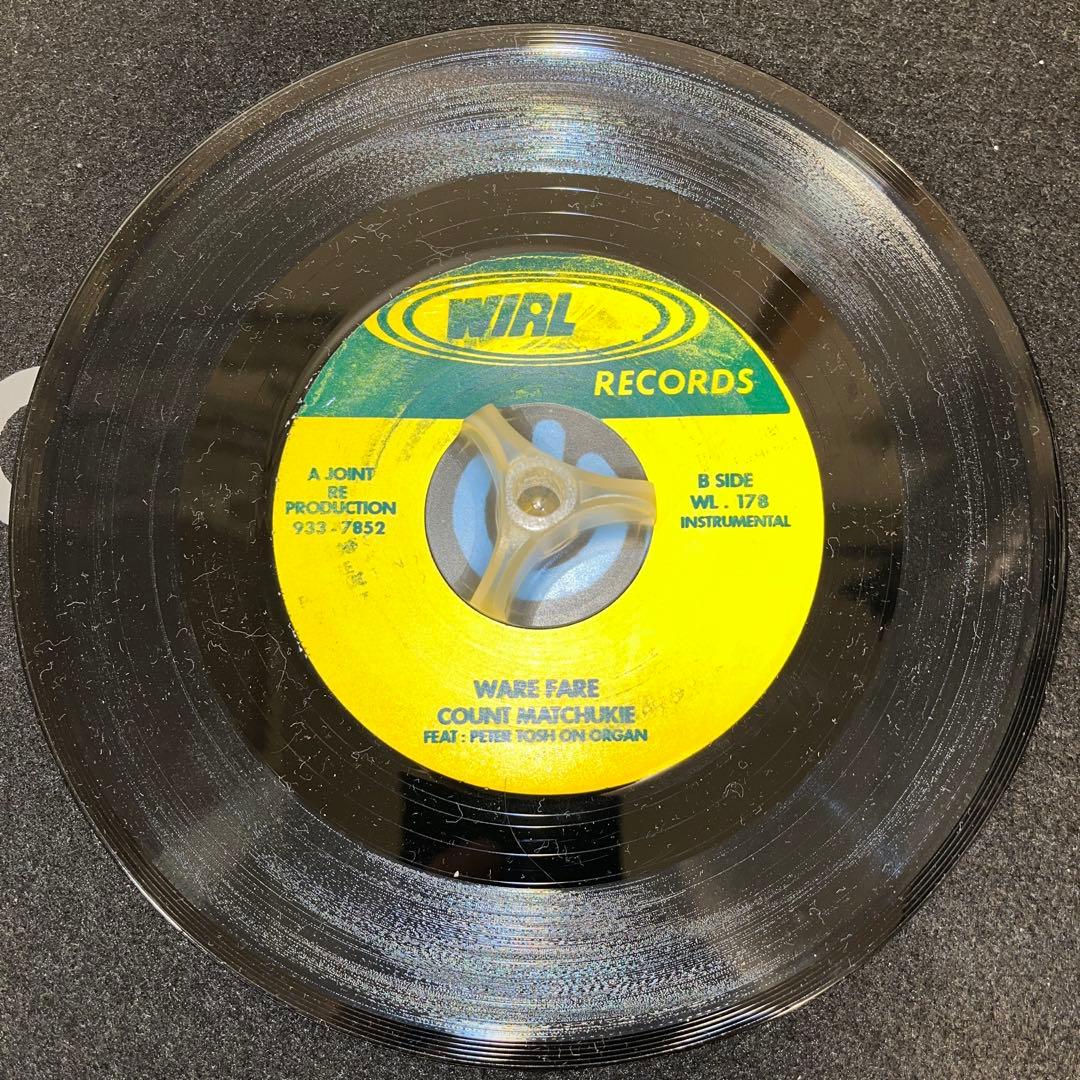 WIRL
RECORDS
A JOINT
RE
PRODUCTION
933-7852
B SIDE
WL. 178
INSTRUMENTAL
WARE FARE
COUNT MATCHUKIE
FEAT : PETER TOSH ON ORGAN